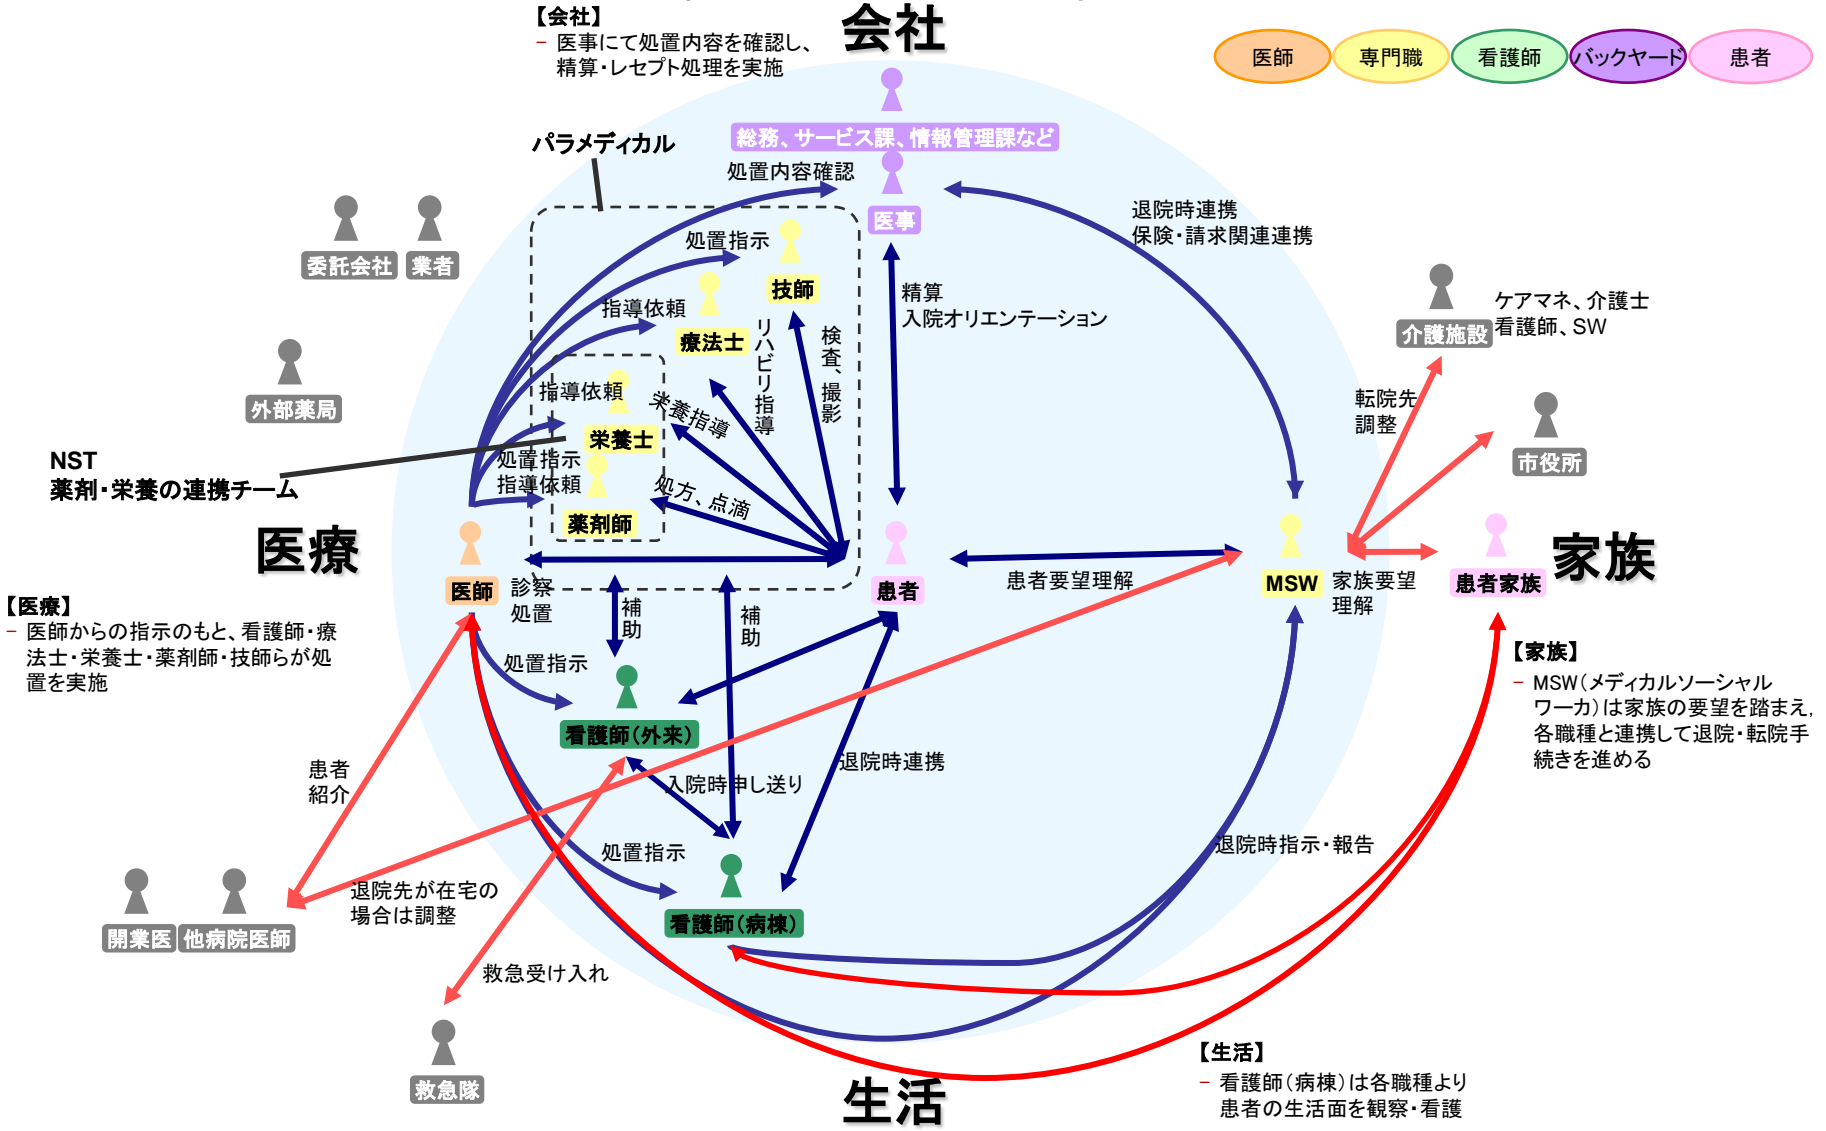 【会社】
－ 医事にて処置内容を確認し、
精算・レセプト処理を実施
会社
医師
専門職
看護師
バックヤード
患者
総務、サービス課、情報管理課など
パラメディカル
処置内容確認
医事
退院時連携
保険・請求関連連携
委託会社
業者
処置指示
技師
指導依頼
療法士
リハビリ指導
検査、撮影
精算
入院オリエンテーション
介護施設
ケアマネ、介護士
看護師、SW
外部薬局
指導依頼
栄養士
栄養指導
転院先
調整
市役所
NST
薬剤・栄養の連携チーム
処置指示
指導依頼
薬剤師
処方、点滴
医療
医師
診察
処置
患者
患者要望理解
MSW
家族要望
理解
患者家族
家族
【医療】
－ 医師からの指示のもと、看護師・療
法士・栄養士・薬剤師・技師らが処
置を実施
補助
補助
処置指示
看護師（外来）
【家族】
－ MSW（メディカルソーシャル
ワーカ）は家族の要望を踏まえ,
各職種と連携して退院・転院手
続きを進める
患者
紹介
入院時申し送り
退院時連携
処置指示
退院時指示・報告
開業医
他病院医師
退院先が在宅の
場合は調整
看護師（病棟）
救急受け入れ
救急隊
生活
【生活】
－ 看護師（病棟）は各職種より
患者の生活面を観察・看護